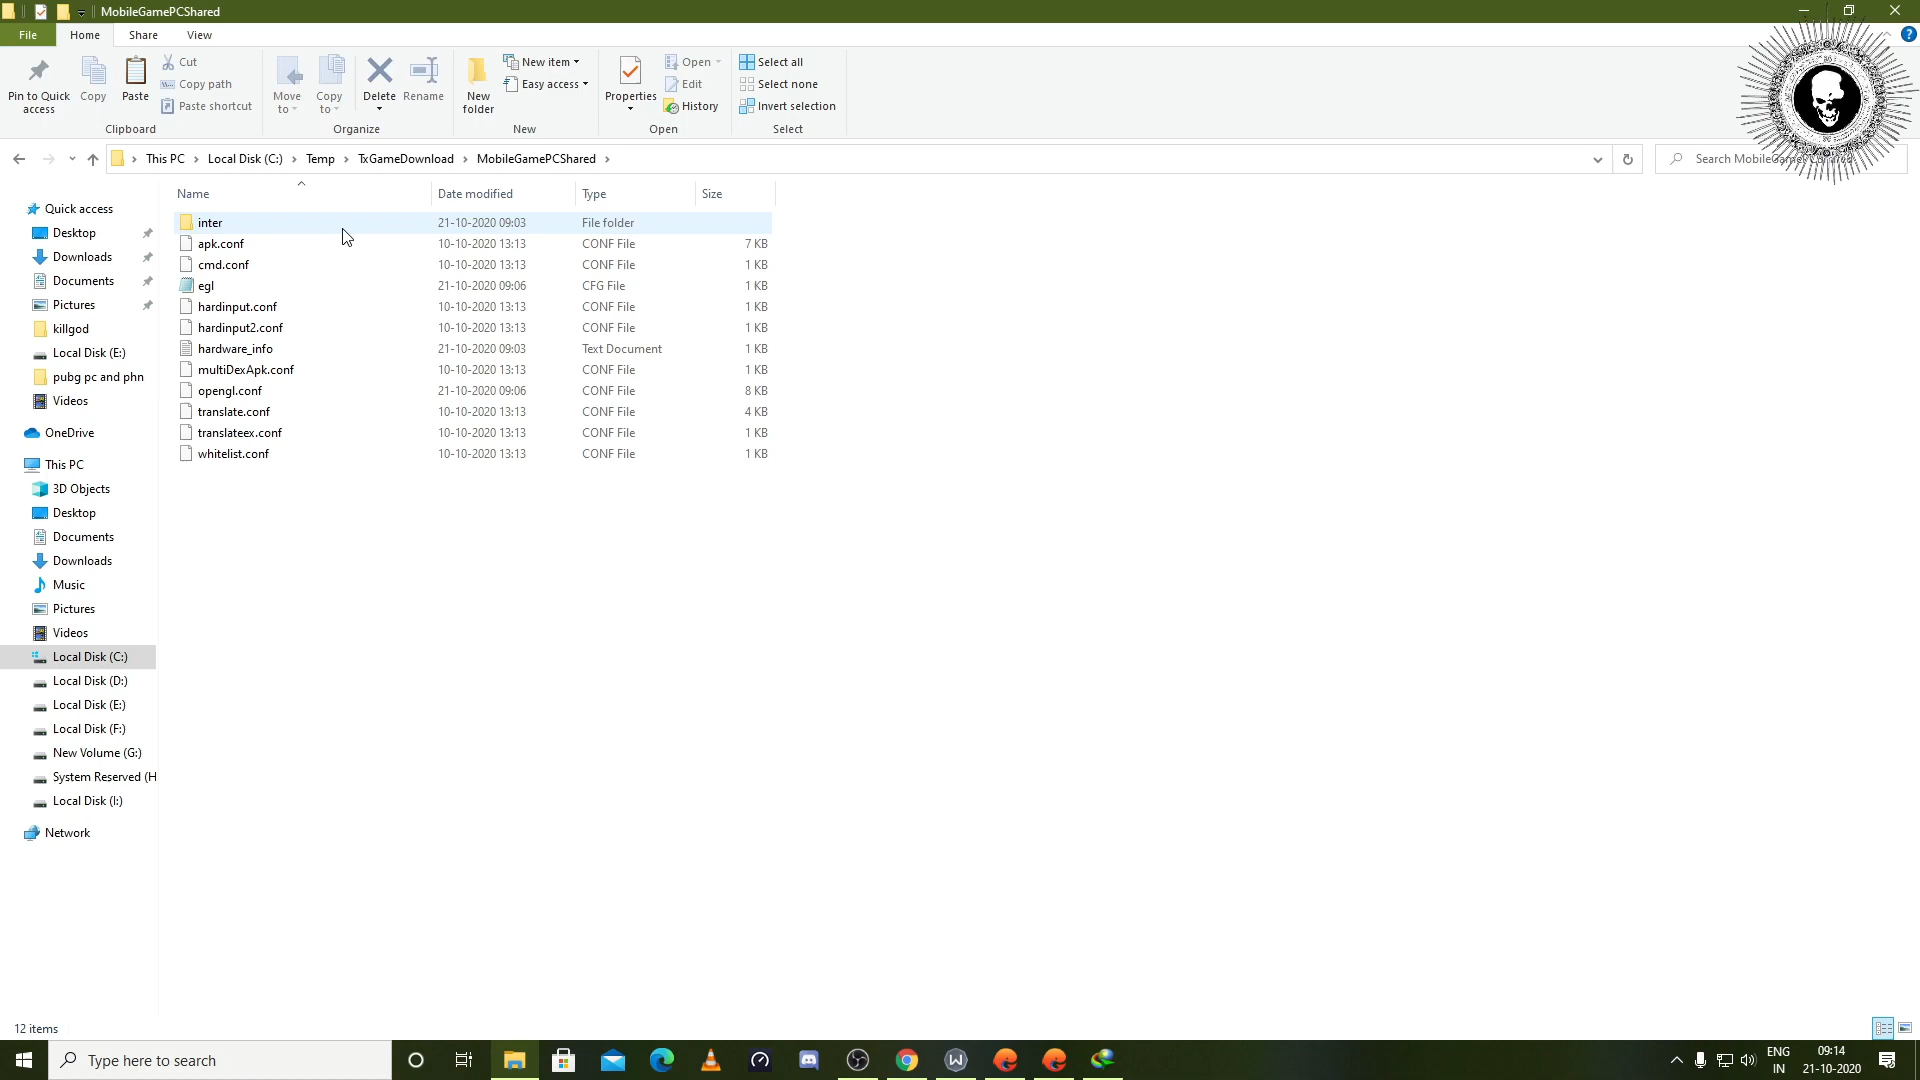 MobileGamePCShared
File Home Share View
Pin to Quick access
Copy
Paste
Cut
Copy path
Paste shortcut
Clipboard
Move to
Copy to
Delete
Rename
Organize
New folder
New item
Easy access
New
Properties
Open
Edit
History
Open
Select all
Select none
Invert selection
Select
This PC Local Disk (C:) Temp TxGameDownload MobileGamePCShared
Search MobileGamePC
Name Date modified Type Size
inter 21-10-2020 09:03 File folder
apk.conf 10-10-2020 13:13 CONF File 7 KB
cmd.conf 10-10-2020 13:13 CONF File 1 KB
egl 21-10-2020 09:06 CFG File 1 KB
hardinput.conf 10-10-2020 13:13 CONF File 1 KB
hardinput2.conf 10-10-2020 13:13 CONF File 1 KB
hardware_info 21-10-2020 09:03 Text Document 1 KB
multiDexApk.conf 10-10-2020 13:13 CONF File 1 KB
opengl.conf 21-10-2020 09:06 CONF File 8 KB
translate.conf 10-10-2020 13:13 CONF File 4 KB
translateex.conf 10-10-2020 13:13 CONF File 1 KB
whitelist.conf 10-10-2020 13:13 CONF File 1 KB
Quick access
Desktop
Downloads
Documents
Pictures
killgod
Local Disk (E:)
pubg pc and phn
Videos
OneDrive
This PC
3D Objects
Desktop
Documents
Downloads
Music
Pictures
Videos
Local Disk (C:)
Local Disk (D:)
Local Disk (E:)
Local Disk (F:)
New Volume (G:)
System Reserved (H
Local Disk (I:)
Network
12 items
Type here to search
ENG
IN
09:14
21-10-2020